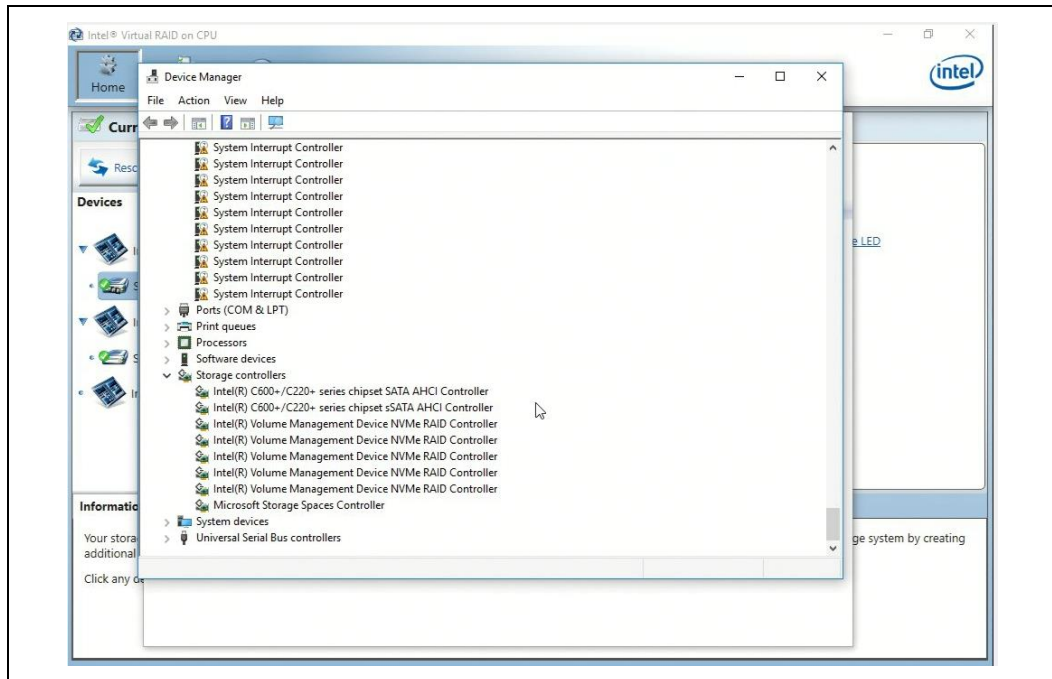 Intel® Virtual RAID on CPU
Home
intel
Device Manager
File Action View Help
Curr
Resc
Devices
e LED
System Interrupt Controller
System Interrupt Controller
System Interrupt Controller
System Interrupt Controller
System Interrupt Controller
System Interrupt Controller
System Interrupt Controller
System Interrupt Controller
System Interrupt Controller
System Interrupt Controller
Ports (COM & LPT)
Print queues
Processors
Software devices
Storage controllers
Intel(R) C600+/C220+ series chipset SATA AHCI Controller
Intel(R) C600+/C220+ series chipset sSATA AHCI Controller
Intel(R) Volume Management Device NVMe RAID Controller
Intel(R) Volume Management Device NVMe RAID Controller
Intel(R) Volume Management Device NVMe RAID Controller
Intel(R) Volume Management Device NVMe RAID Controller
Intel(R) Volume Management Device NVMe RAID Controller
Microsoft Storage Spaces Controller
System devices
Universal Serial Bus controllers
Informatio
Your stora
ge system by creating
additional
Click any de